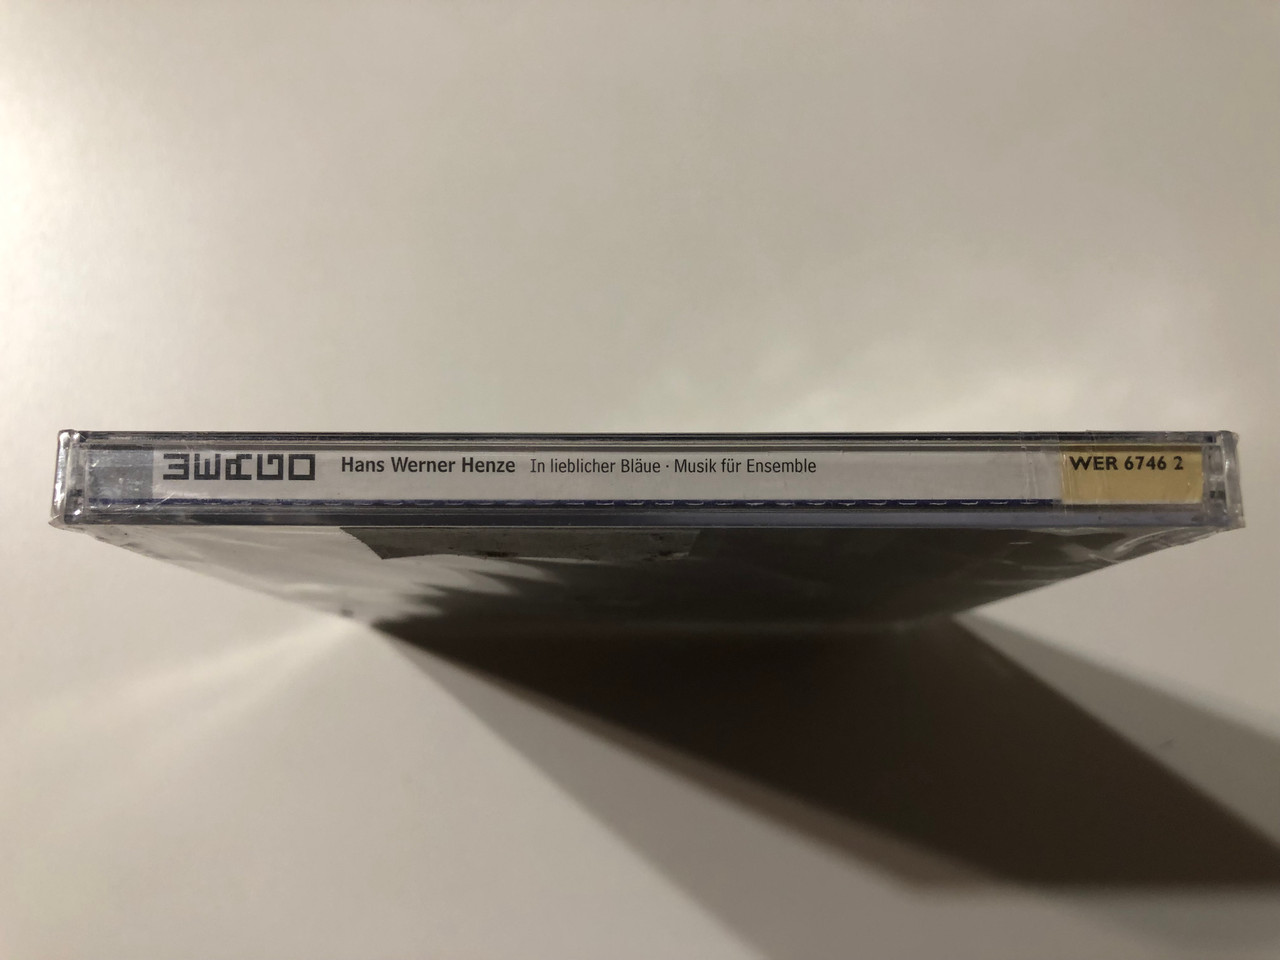 WERGO Hans Werner Henze In lieblicher Bläue · Musik für Ensemble WER 6746 2